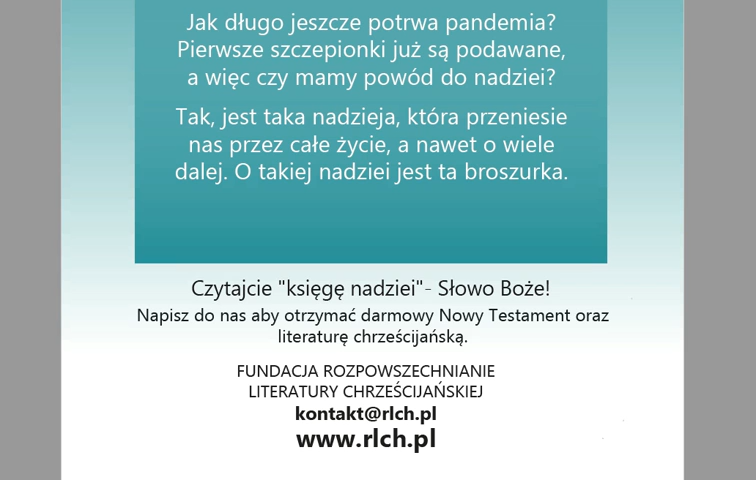 Jak długo jeszcze potrwa pandemia?
Pierwsze szczepionki już są podawane,
a więc czy mamy powód do nadziei?
Tak, jest taka nadzieja, która przeniesie
nas przez całe życie, a nawet o wiele
dalej. O takiej nadziei jest ta broszurka.
Czytajcie "księgę nadziei"- Słowo Boże!
Napisz do nas aby otrzymać darmowy Nowy Testament oraz
literaturę chrześcijańską.
FUNDACJA ROZPOWSZECHNIANIE
LITERATURY CHRZEŚCIJAŃSKIEJ
kontakt@rlch.pl
www.rlch.pl